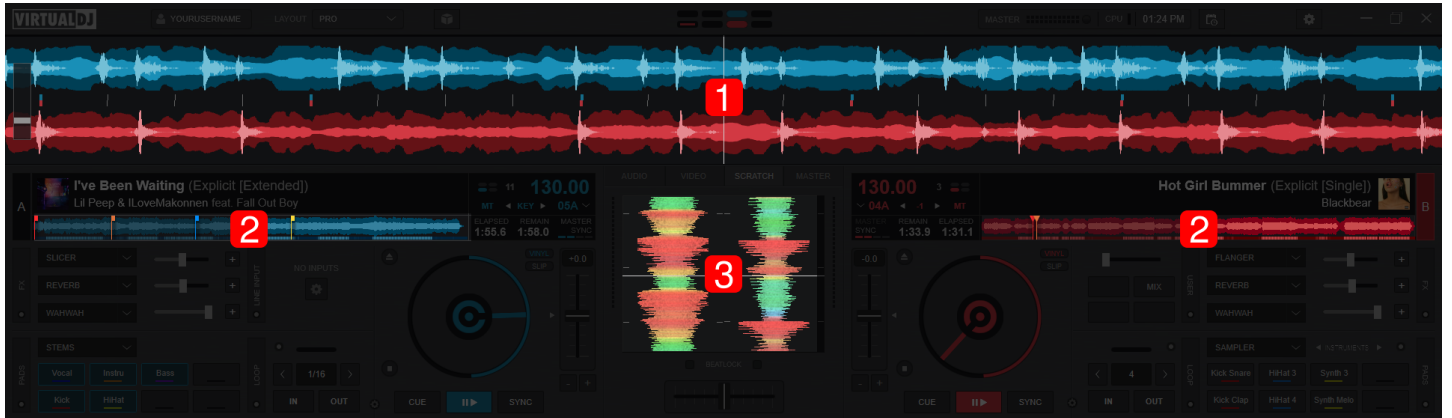 VIRTUALDJ YOURUSERNAME LAYOUT PRO MASTER CPU 01:24 PM
1
AUDIO VIDEO SCRATCH MASTER
A I've Been Waiting (Explicit [Extended]) 11 130.00
Lil Peep & ILoveMakonnen feat. Fall Out Boy MT KEY 05A
2 ELAPSED REMAIN MASTER
1:55.6 1:58.0 SYNC
130.00 3 Hot Girl Bummer (Explicit [Single]) B
04A -1 MT Blackbear
SYNC ELAPSED REMAIN 2
1:33.9 1:31.1
3
FX SLICER + LINE INPUT NO INPUTS VINYL +0.0
REVERB + SLIP
WAHWAH +
-0.0 VINYL USER FLANGER + FX
SLIP MIX REVERB +
WAHWAH +
PADS STEMS LOOP
Vocal Instru Bass 1/16
Kick HiHat IN OUT CUE SYNC
- +
BEATLOCK
- +
LOOP SAMPLER INSTRUMENTS PADS
4 Kick Snare HiHat 3 Synth 3
CUE SYNC IN OUT Kick Clap HiHat 4 Synth Melo